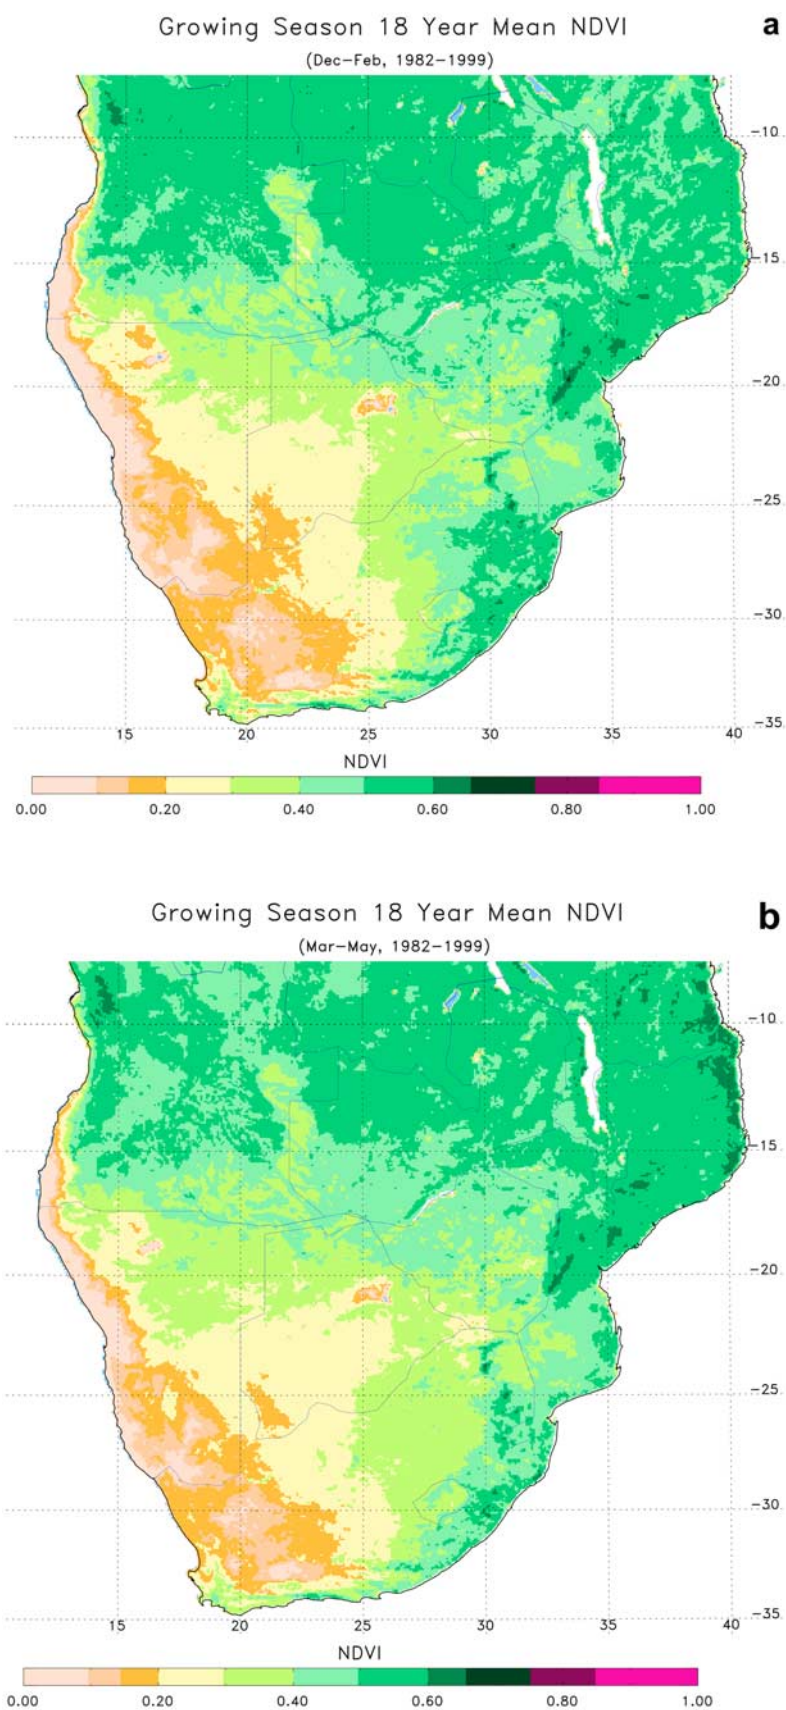 Growing Season 18 Year Mean NDVI
a
(Dec-Feb, 1982-1999)
-10
-15
-20
-25
-30
-35
15 20 25 30 35 40
NDVI
0.00 0.20 0.40 0.60 0.80 1.00
Growing Season 18 Year Mean NDVI
b
(Mar-May, 1982-1999)
-10
-15
-20
-25
-30
-35
15 20 25 30 35 40
NDVI
0.00 0.20 0.40 0.60 0.80 1.00